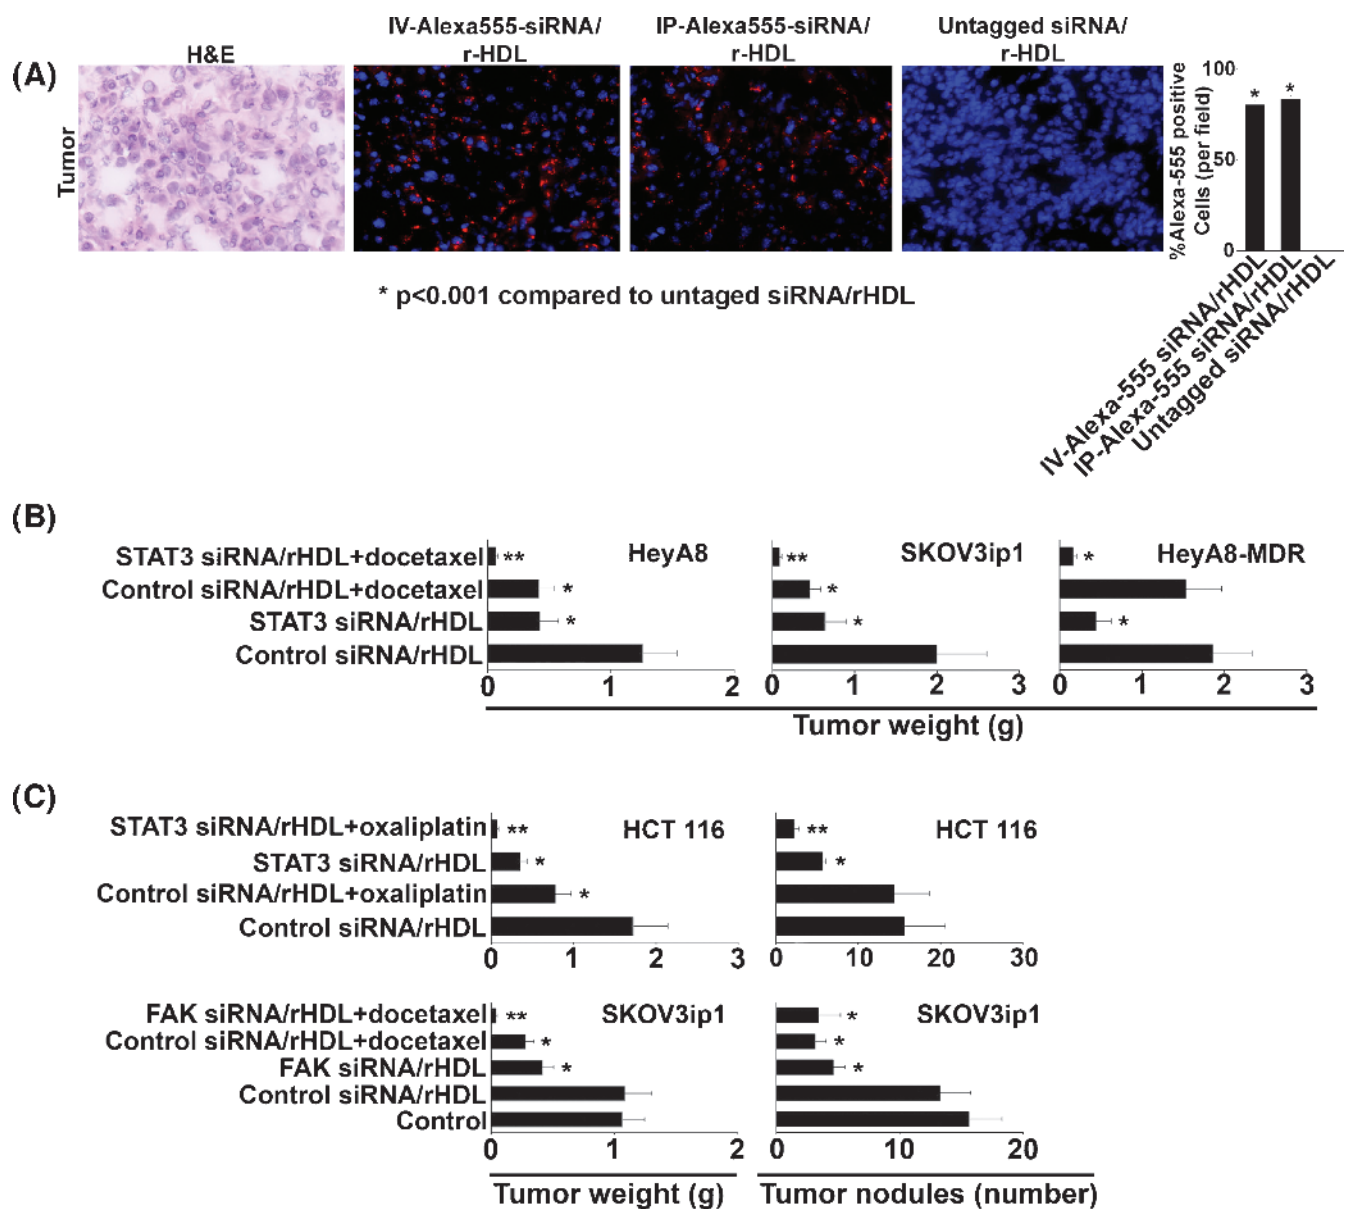 (A)
H&E
IV-Alexa555-siRNA/
r-HDL
IP-Alexa555-siRNA/
r-HDL
Untagged siRNA/
r-HDL
Tumor
%Alexa-555 positive
Cells (per field)
100
50
0
*
*
IV-Alexa-555 siRNA/rHDL
IP-Alexa-555 siRNA/rHDL
Untagged siRNA/rHDL
* p<0.001 compared to untaged siRNA/rHDL
(B)
STAT3 siRNA/rHDL+docetaxel
Control siRNA/rHDL+docetaxel
STAT3 siRNA/rHDL
Control siRNA/rHDL
HeyA8
**
*
*
0 1 2
SKOV3ip1
**
*
*
0 1 2 3
HeyA8-MDR
*
*
0 1 2 3
Tumor weight (g)
(C)
STAT3 siRNA/rHDL+oxaliplatin
STAT3 siRNA/rHDL
Control siRNA/rHDL+oxaliplatin
Control siRNA/rHDL
HCT 116
**
*
*
0 1 2 3
HCT 116
**
*
0 10 20 30
FAK siRNA/rHDL+docetaxel
Control siRNA/rHDL+docetaxel
FAK siRNA/rHDL
Control siRNA/rHDL
Control
SKOV3ip1
**
*
*
0 1 2
Tumor weight (g)
SKOV3ip1
*
*
*
0 10 20
Tumor nodules (number)